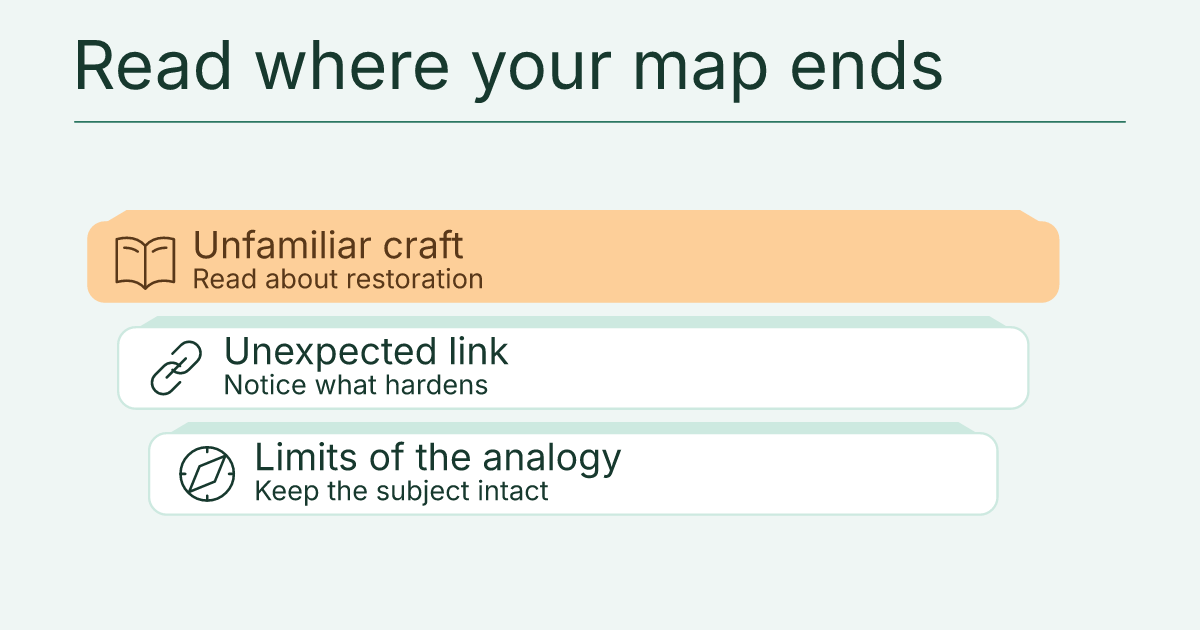 Read where your map ends
Unfamiliar craft
Read about restoration
Unexpected link
Notice what hardens
Limits of the analogy
Keep the subject intact